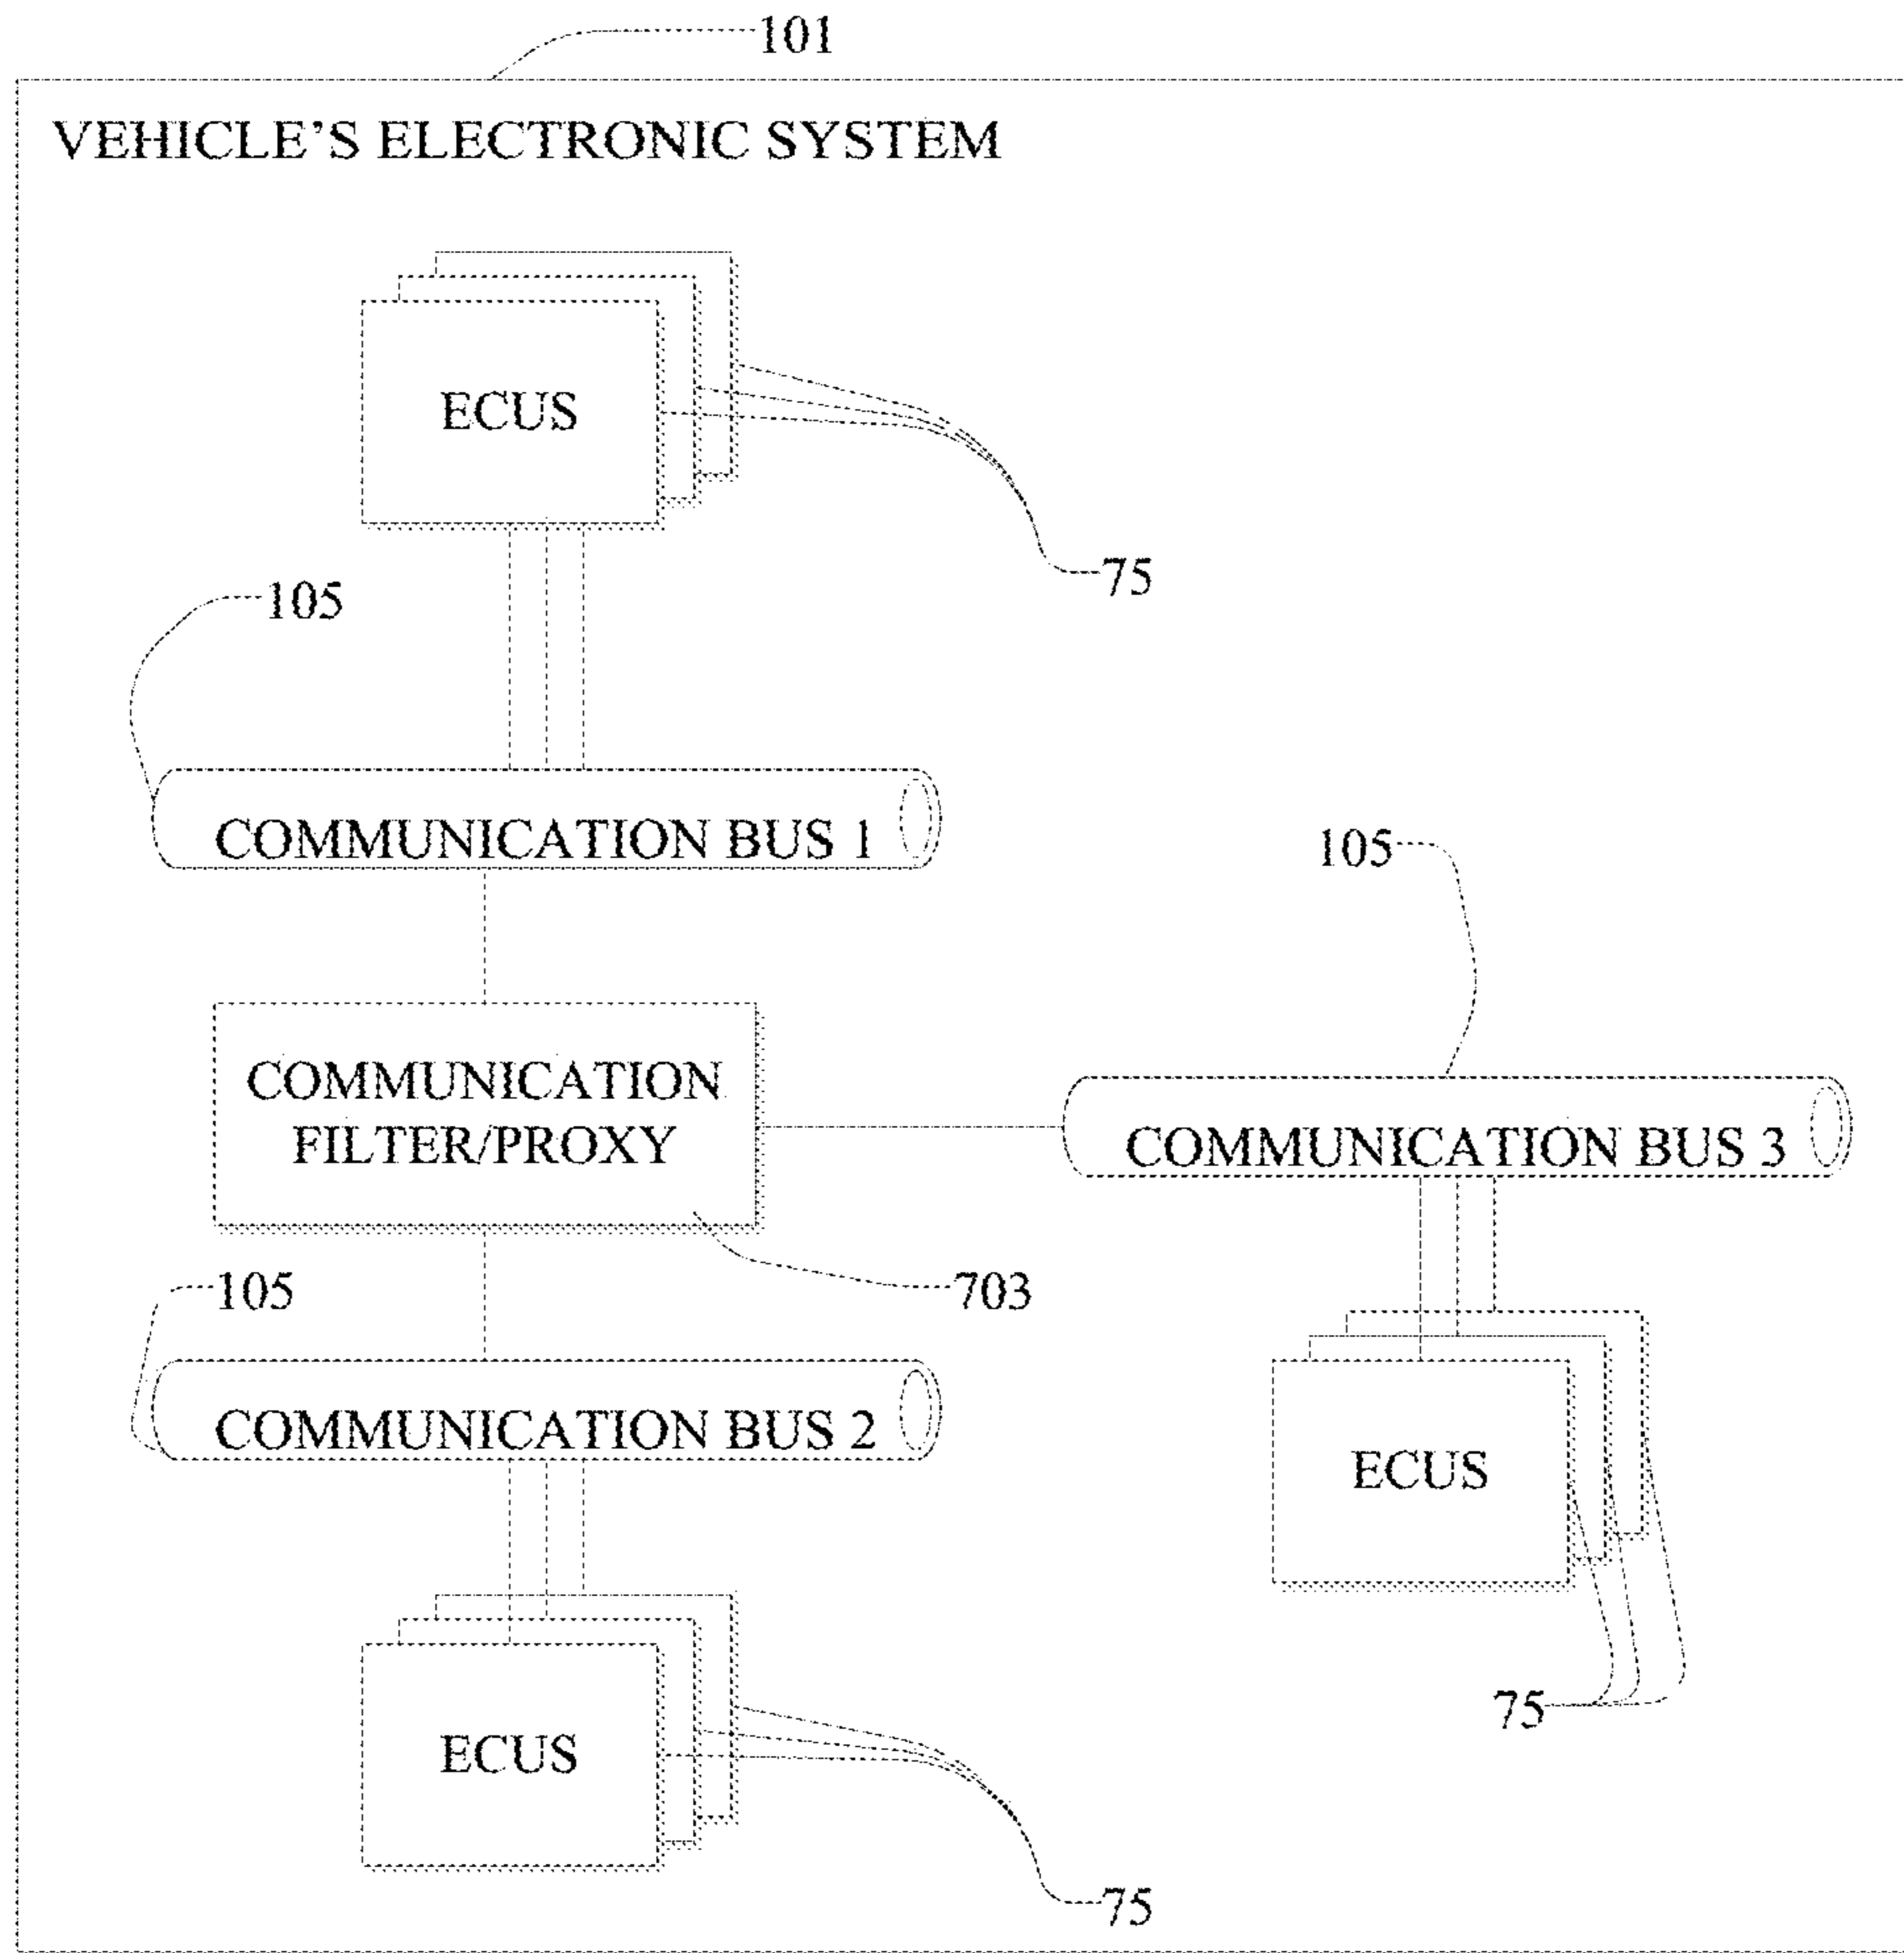 101
VEHICLE'S ELECTRONIC SYSTEM
ECUS
75
105
COMMUNICATION BUS 1
105
COMMUNICATION
FILTER/PROXY
COMMUNICATION BUS 3
703
105
COMMUNICATION BUS 2
ECUS
75
ECUS
75